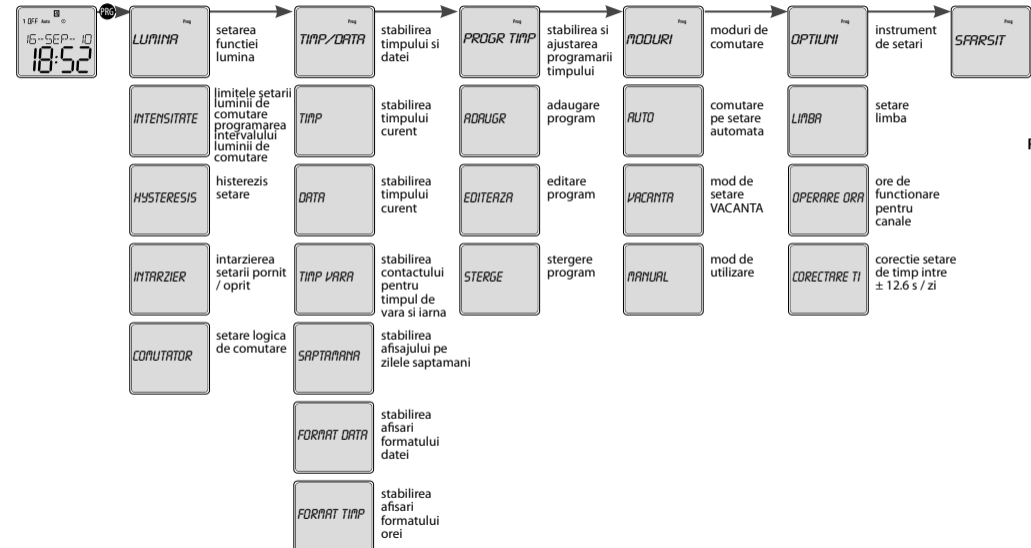 1 OFF Auto
16-SEP-- 10
18:52
PRG
Prog
LUMINA
setarea
functiei
lumina
Prog
TIMP/DATA
stabilirea
timpului si
datei
Prog
PROGR TIMP
stabilirea si
ajustarea
programarii
timpului
Prog
MODURI
moduri de
comutare
Prog
OPTIUNI
instrument
de setari
Prog
SFARSIT
INTENSITATE
limitele setarii
luminii de
comutare
programarea
intervalului
luminii de
comutare
TIMP
stabilirea
timpului
curent
ADAUGR
adaugare
program
AUTO
comutare
pe setare
automata
LIMBA
setare
limba
HYSTERESIS
histerezis
setare
DATA
stabilirea
timpului
curent
EDITEAZA
editare
program
VACANTA
mod de
setare
VACANTA
OPERARE ORA
ore de
functionare
pentru
canale
INTARZIER
intarzierea
setarii pornit
/ oprit
TIMP VARA
stabilirea
contactului
pentru
timpul de
vara si iarna
STERGE
stergere
program
MANUAL
mod de
utilizare
CORECTARE TI
corectie setare
de timp intre
± 12.6 s / zi
COMUTATOR
setare logica
de comutare
SAPTAMANA
stabilirea
afisajului pe
zilele saptamani
FORMAT DATA
stabilirea
afisari
formatului
datei
FORMAT TIMP
stabilirea
afisari
formatului
orei